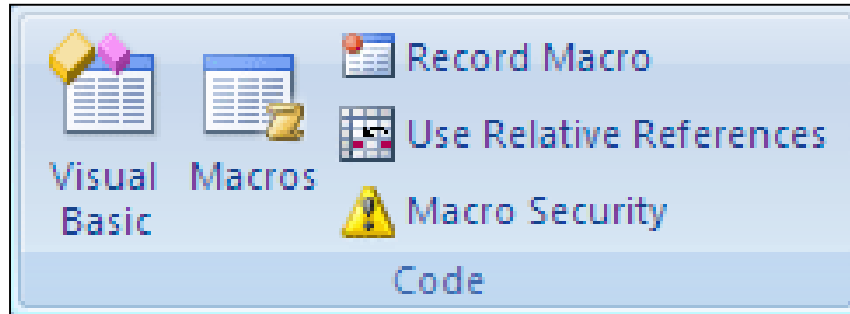 Visual
Basic
Macros
Record Macro
Use Relative References
Macro Security
Code